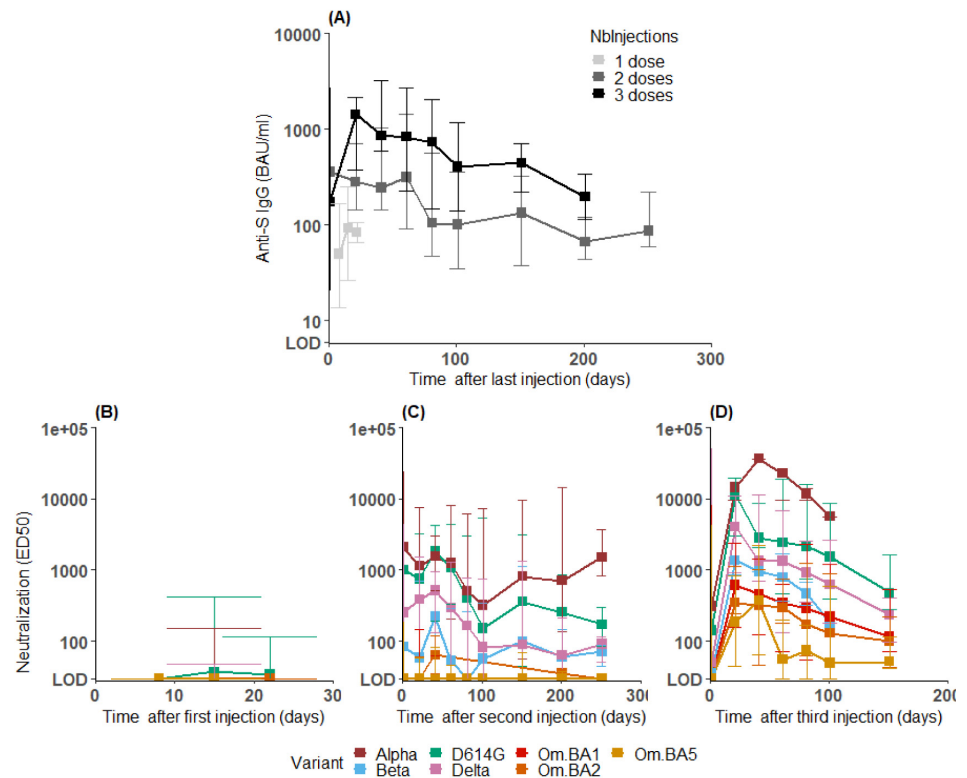 (A)
NbInjections
1 dose
2 doses
3 doses
Anti-S IgG (BAU/ml)
10000
1000
100
10
LOD
0 100 200 300
Time after last injection (days)
(B) (C) (D)
Neutralization (ED50)
1e+05 1e+05 1e+05
10000 10000 10000
1000 1000 1000
100 100 100
LOD LOD LOD
0 10 20 30 0 100 200 300 0 100 200
Time after first injection (days) Time after second injection (days) Time after third injection (days)
Variant Alpha D614G Om.BA1 Om.BA5
Beta Delta Om.BA2